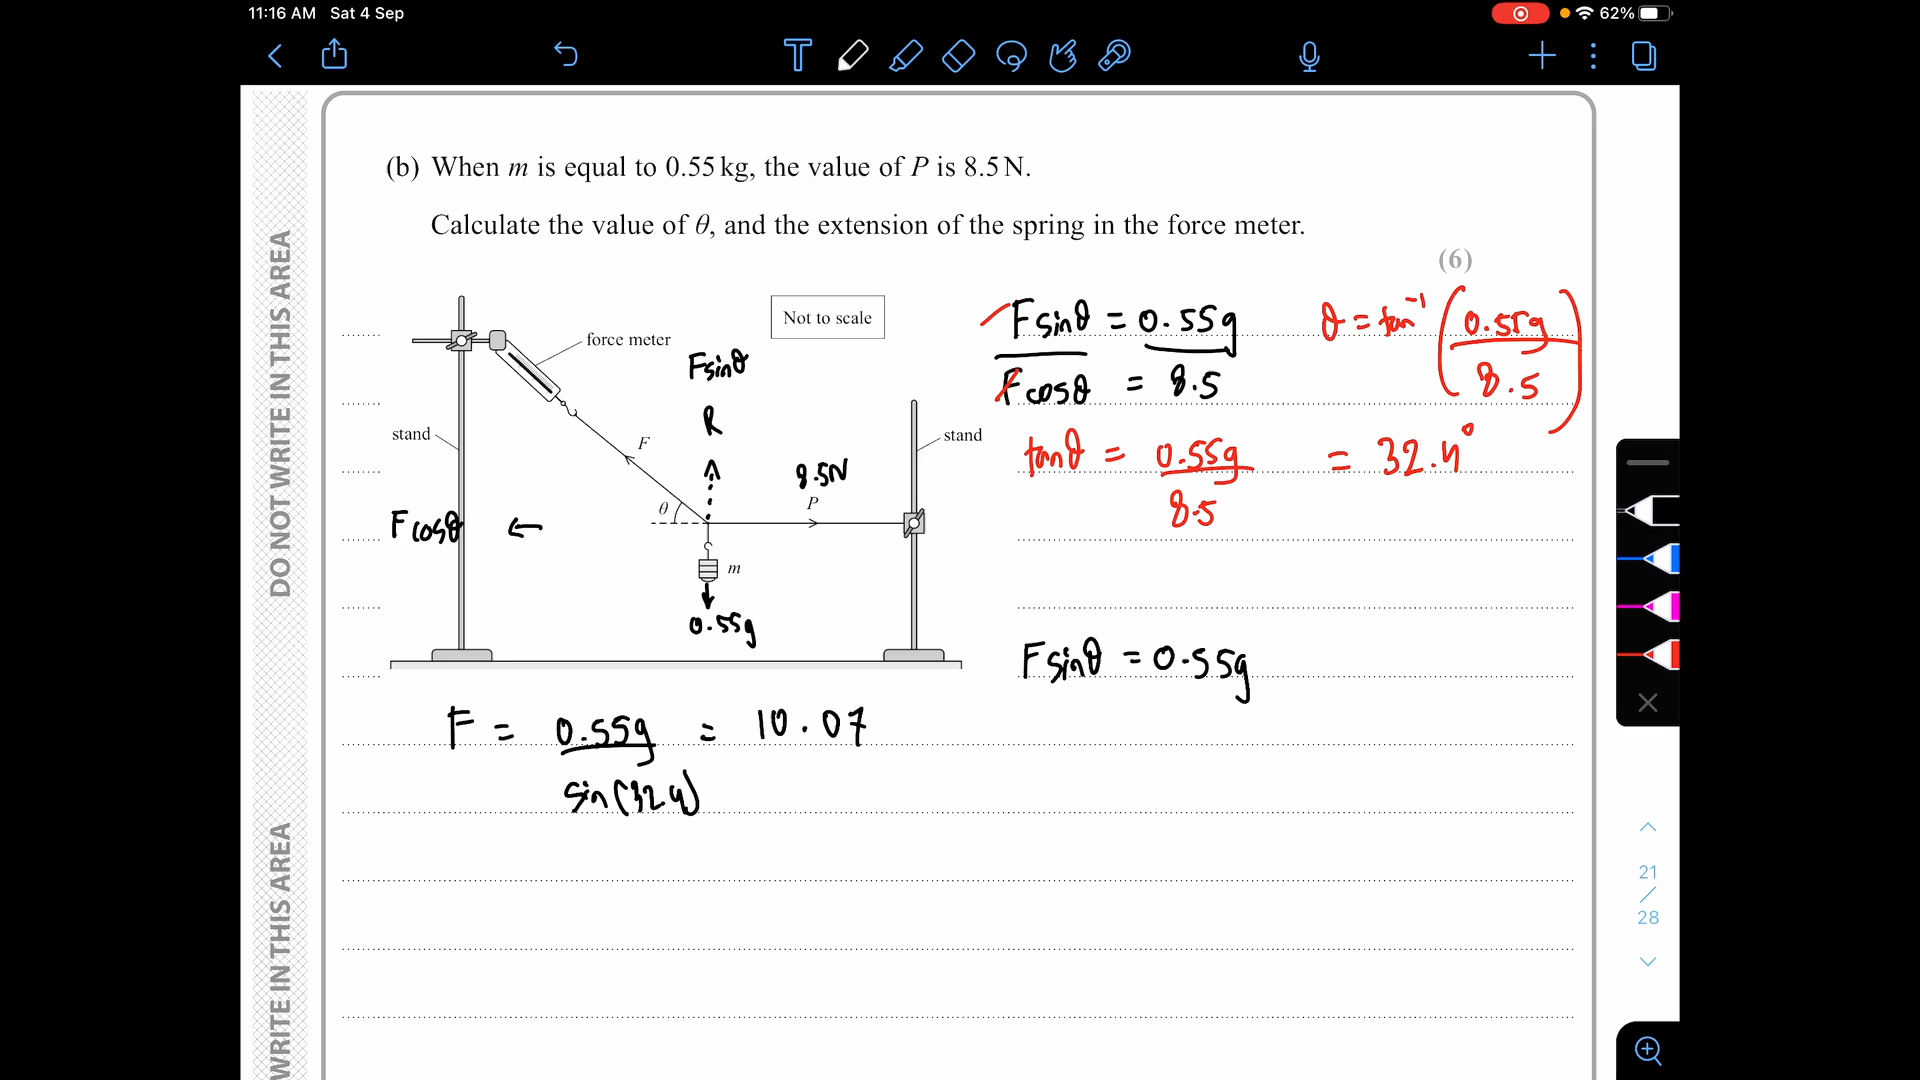 11:16 AM Sat 4 Sep
62%
DO NOT WRITE IN THIS AREA
WRITE IN THIS AREA
(b) When m is equal to 0.55 kg, the value of P is 8.5 N.
Calculate the value of θ, and the extension of the spring in the force meter.
(6)
Not to scale
force meter
stand
F
θ
P
stand
m
Fsinθ
R
8.5N
Fcosθ ←
0.55g
Fsinθ = 0.55g
Fcosθ = 8.5
θ = tan⁻¹ (0.55g / 8.5)
tanθ = 0.55g / 8.5
= 32.4°
Fsinθ = 0.55g
F = 0.55g / sin(32.4) = 10.07
21
/
28